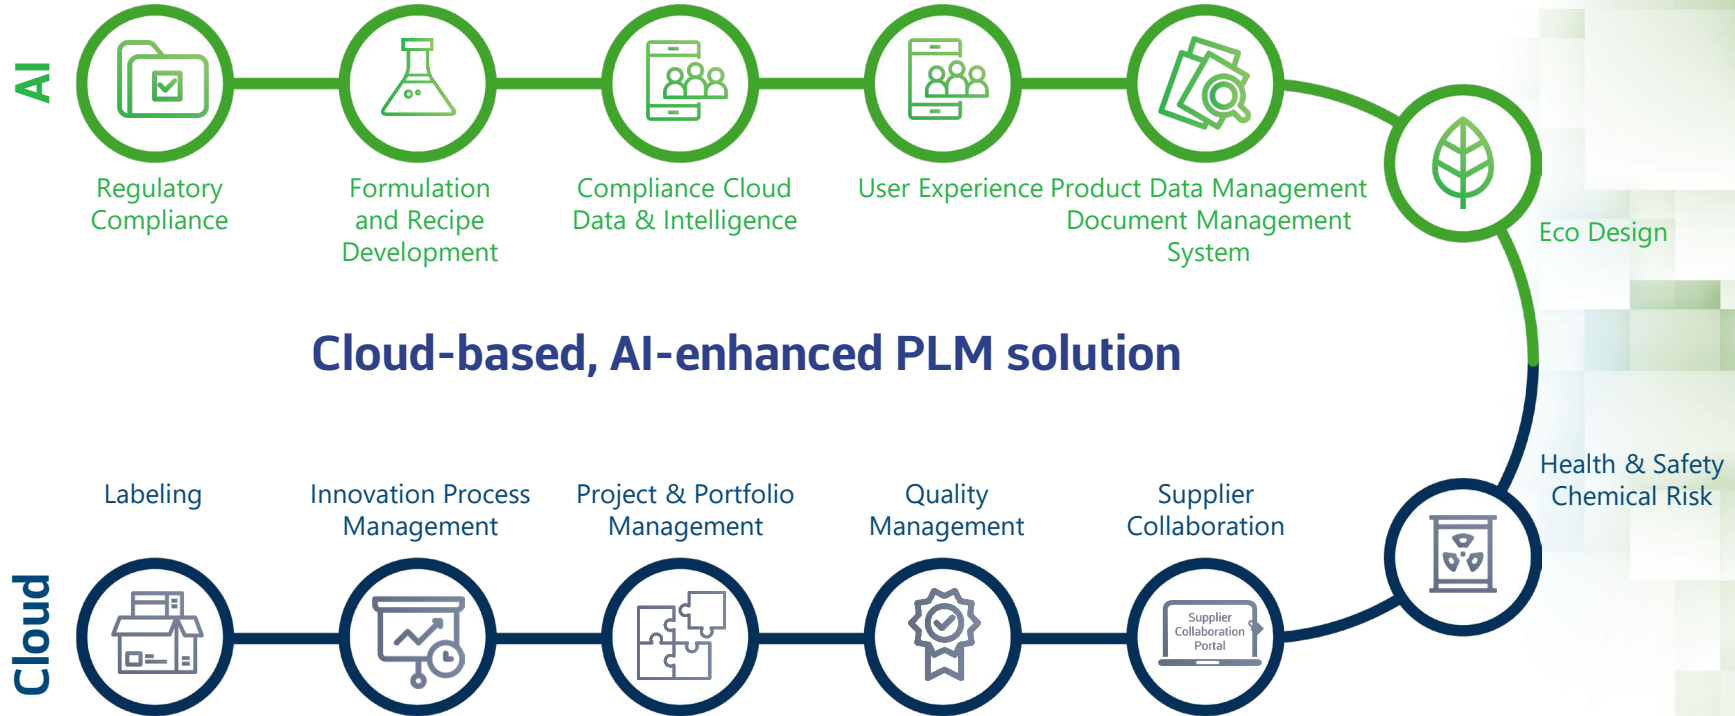 AI
Regulatory
Compliance
Formulation
and Recipe
Development
Compliance Cloud
Data & Intelligence
User Experience
Product Data Management
Document Management
System
Eco Design
Cloud-based, AI-enhanced PLM solution
Health & Safety
Chemical Risk
Labeling
Innovation Process
Management
Project & Portfolio
Management
Quality
Management
Supplier
Collaboration
Supplier
Collaboration
Portal
Cloud